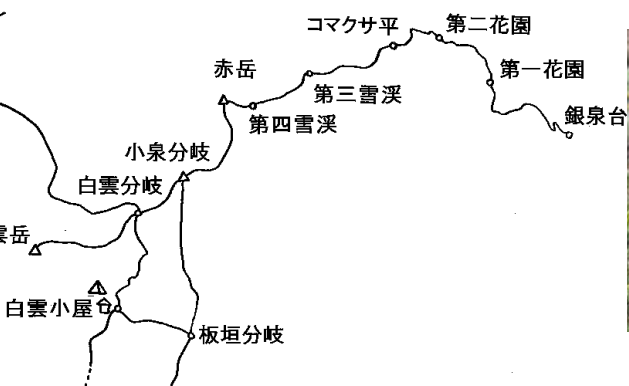 コマクサ平
第二花園
赤岳
第一花園
第三雪渓
第四雪渓
銀泉台
小泉分岐
白雲分岐
雲岳
白雲小屋
板垣分岐